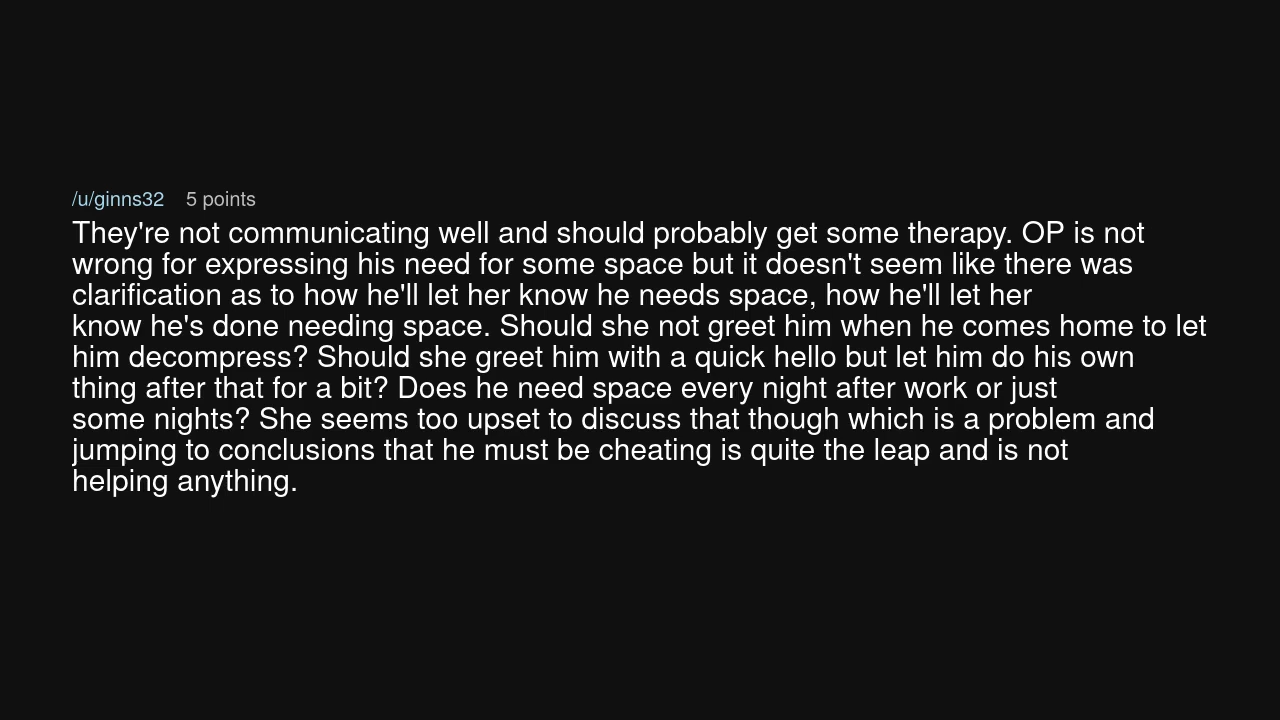 /u/ginns32 5 points
They're not communicating well and should probably get some therapy. OP is not
wrong for expressing his need for some space but it doesn't seem like there was
clarification as to how he'll let her know he needs space, how he'll let her
know he's done needing space. Should she not greet him when he comes home to let
him decompress? Should she greet him with a quick hello but let him do his own
thing after that for a bit? Does he need space every night after work or just
some nights? She seems too upset to discuss that though which is a problem and
jumping to conclusions that he must be cheating is quite the leap and is not
helping anything.